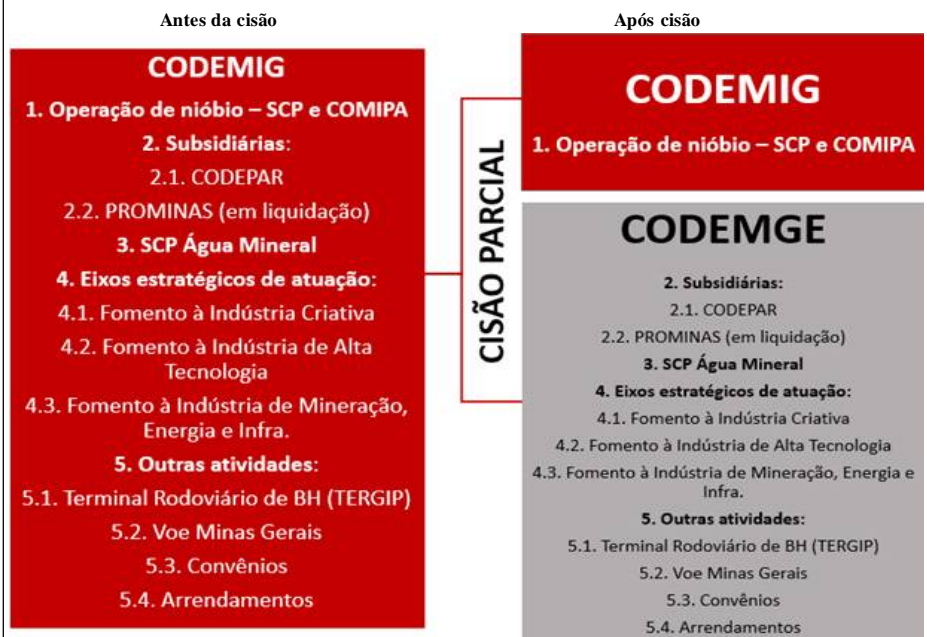 Antes da cisão
Após cisão
CODEMIG
1. Operação de nióbio – SCP e COMIPA
2. Subsidiárias:
2.1. CODEPAR
2.2. PROMINAS (em liquidação)
3. SCP Água Mineral
4. Eixos estratégicos de atuação:
4.1. Fomento à Indústria Criativa
4.2. Fomento à Indústria de Alta
Tecnologia
4.3. Fomento à Indústria de Mineração,
Energia e Infra.
5. Outras atividades:
5.1. Terminal Rodoviário de BH (TERGIP)
5.2. Voe Minas Gerais
5.3. Convênios
5.4. Arrendamentos
CISÃO PARCIAL
CODEMIG
1. Operação de nióbio – SCP e COMIPA
CODEMGE
2. Subsidiárias:
2.1. CODEPAR
2.2. PROMINAS (em liquidação)
3. SCP Água Mineral
4. Eixos estratégicos de atuação:
4.1. Fomento à Indústria Criativa
4.2. Fomento à Indústria de Alta Tecnologia
4.3. Fomento à Indústria de Mineração, Energia e
Infra.
5. Outras atividades:
5.1. Terminal Rodoviário de BH (TERGIP)
5.2. Voe Minas Gerais
5.3. Convênios
5.4. Arrendamentos